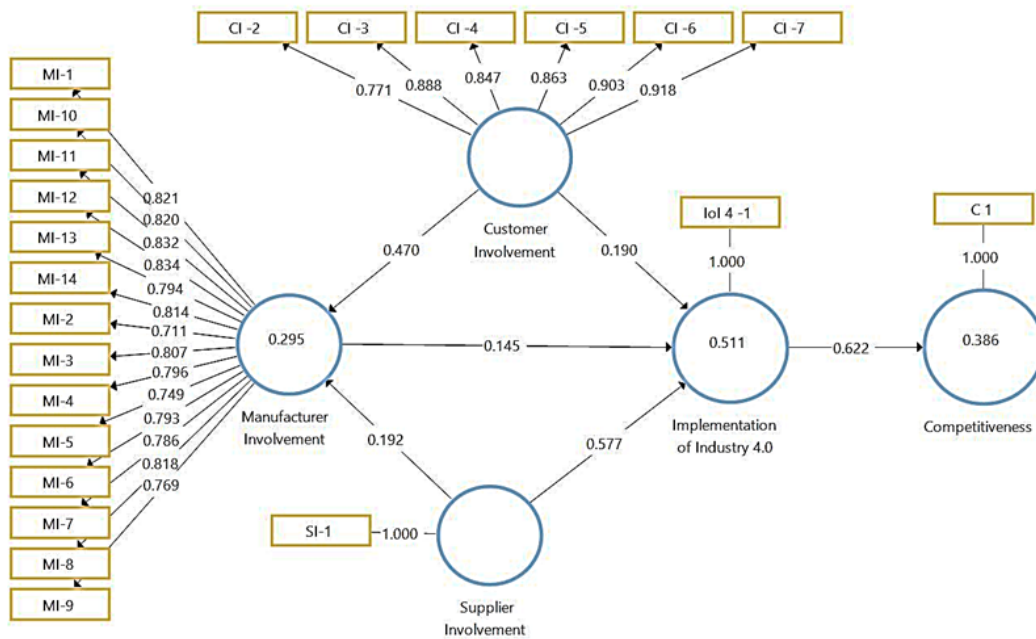 CI -2
CI -3
CI -4
CI -5
CI -6
CI -7
0.771
0.888
0.847
0.863
0.903
0.918
MI-1
MI-10
MI-11
MI-12
MI-13
MI-14
MI-2
MI-3
MI-4
MI-5
MI-6
MI-7
MI-8
MI-9
0.821
0.820
0.832
0.834
0.794
0.814
0.711
0.807
0.796
0.749
0.793
0.786
0.818
0.769
Customer
Involvement
0.470
0.190
IoI 4 -1
1.000
C 1
1.000
0.295
Manufacturer
Involvement
0.145
0.511
Implementation
of Industry 4.0
0.622
0.386
Competitiveness
0.192
0.577
SI-1
1.000
Supplier
Involvement